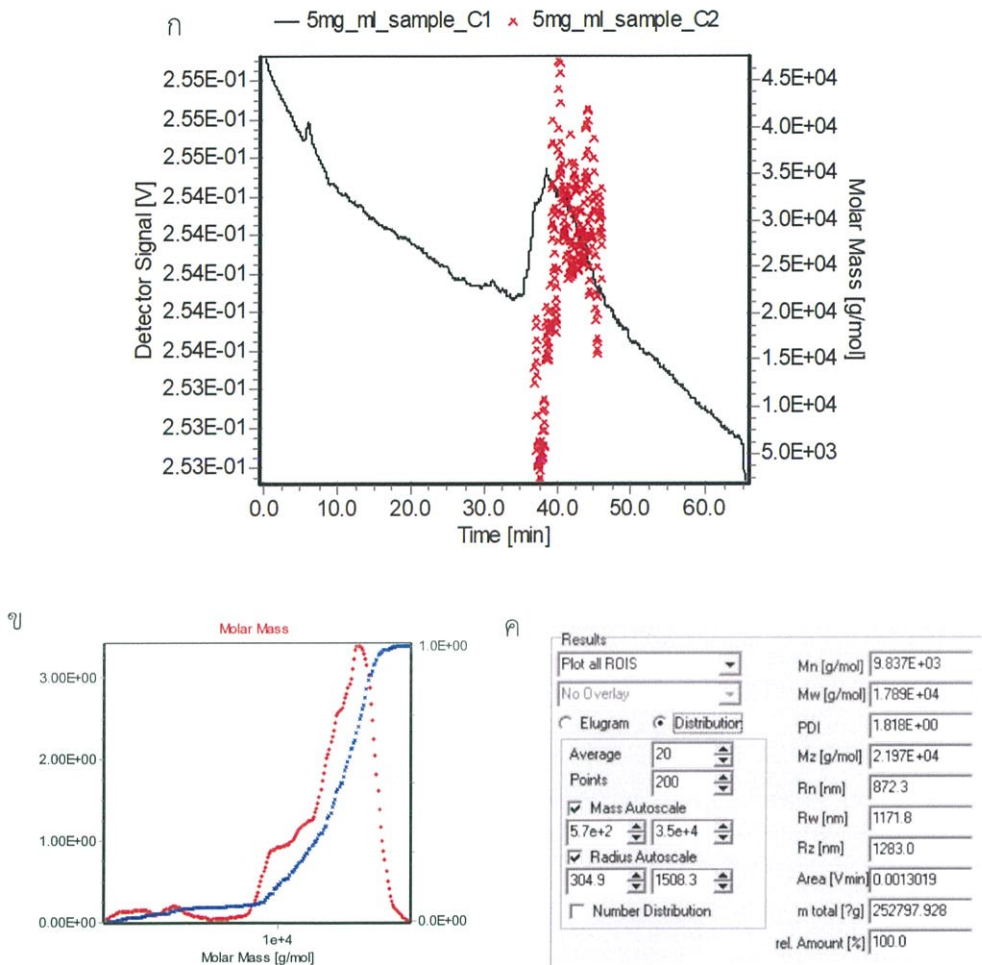 ก
5mg_ml_sample_C1 × 5mg_ml_sample_C2
Detector Signal [V]
2.55E-01
2.55E-01
2.55E-01
2.54E-01
2.54E-01
2.54E-01
2.54E-01
2.54E-01
2.53E-01
2.53E-01
2.53E-01
4.5E+04
4.0E+04
3.5E+04
3.0E+04
2.5E+04
2.0E+04
1.5E+04
1.0E+04
5.0E+03
Molar Mass [g/mol]
0.0 10.0 20.0 30.0 40.0 50.0 60.0
Time [min]
ข
Molar Mass
3.00E+00
2.00E+00
1.00E+00
0.00E+00
1.0E+00
0.0E+00
1e+4
Molar Mass [g/mol]
ค
Results
Plot all ROIS
No Overlay
Elugram Distribution
Average 20
Points 200
Mass Autoscale
5.7e+2 3.5e+4
Radius Autoscale
304.9 1508.3
Number Distribution
Mn [g/mol] 9.837E+03
Mw [g/mol] 1.789E+04
PDI 1.818E+00
Mz [g/mol] 2.197E+04
Rn [nm] 872.3
Rw [nm] 1171.8
Rz [nm] 1283.0
Area [Vmin] 0.0013019
m total [?g] 252797.928
rel. Amount [%] 100.0